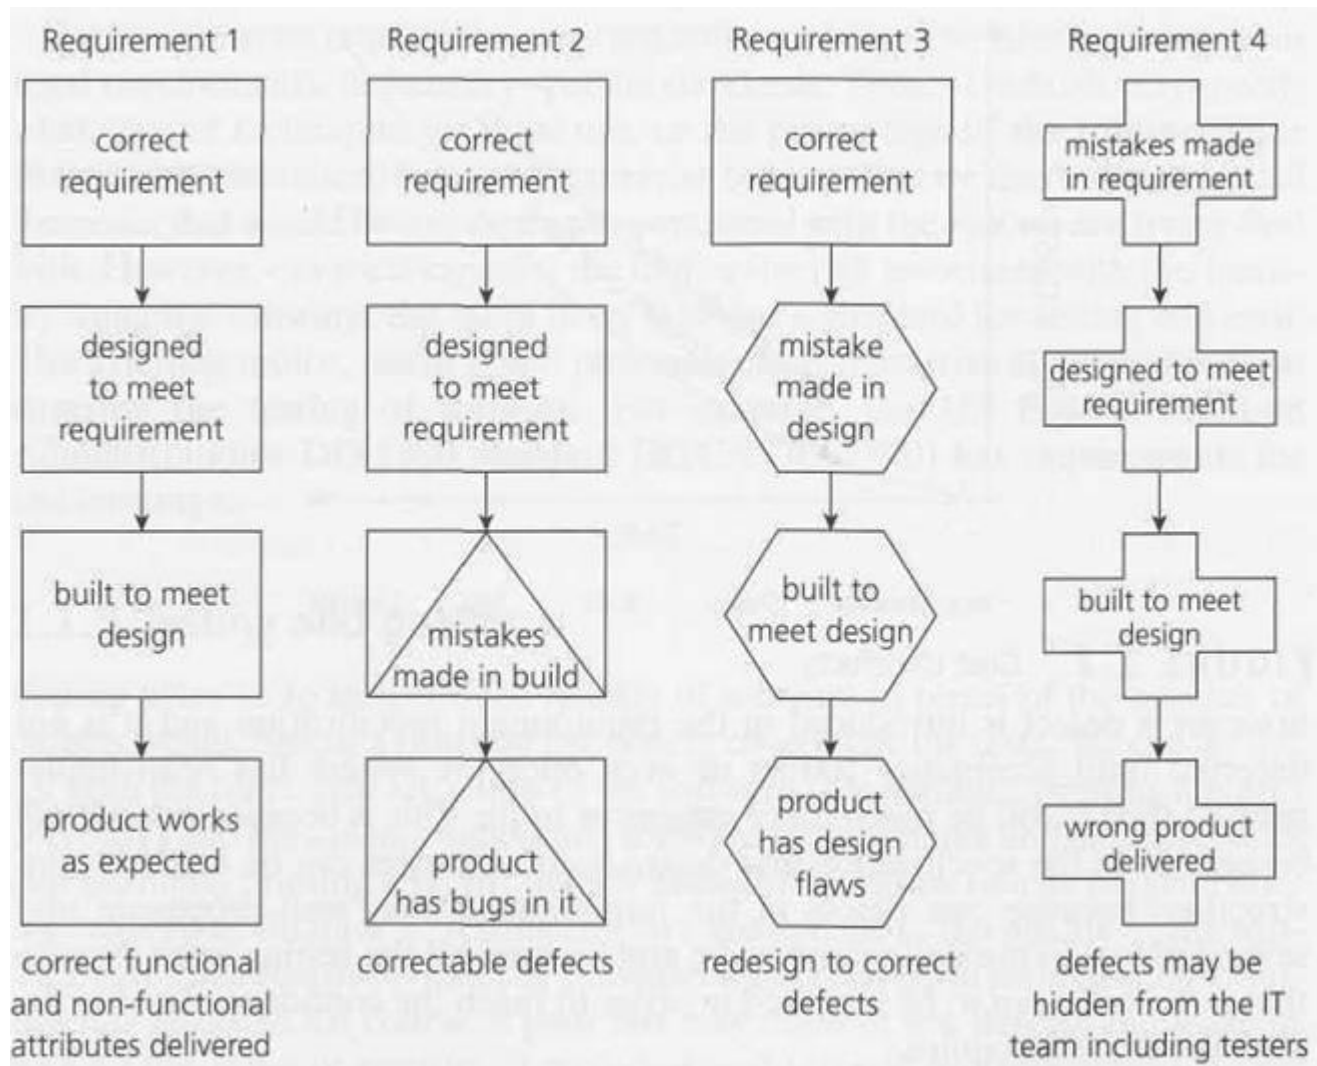 Requirement 1
correct
requirement
designed
to meet
requirement
built to meet
design
product works
as expected
correct functional
and non-functional
attributes delivered
Requirement 2
correct
requirement
designed
to meet
requirement
mistakes
made in build
product
has bugs in it
correctable defects
Requirement 3
correct
requirement
mistake
made in
design
built to
meet design
product
has design
flaws
redesign to correct
defects
Requirement 4
mistakes made
in requirement
designed to meet
requirement
built to meet
design
wrong product
delivered
defects may be
hidden from the IT
team including testers